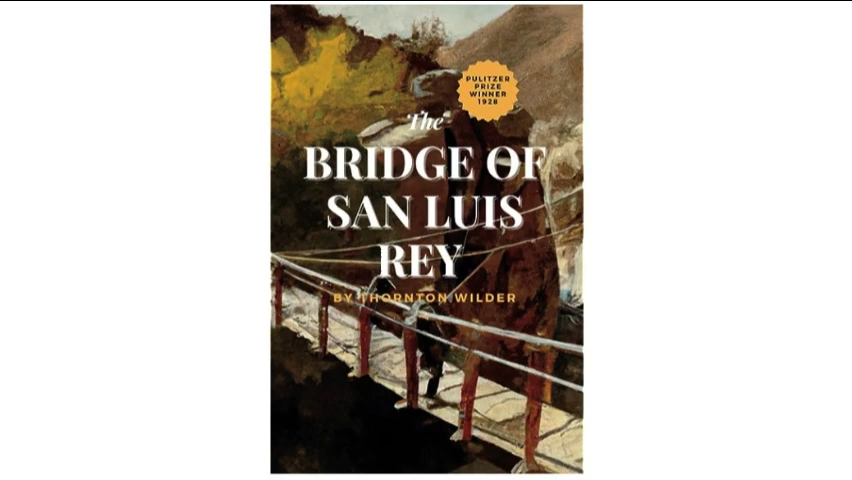 PULITZER
PRIZE
WINNER
1928
The
BRIDGE OF
SAN LUIS
REY
BY THORNTON WILDER